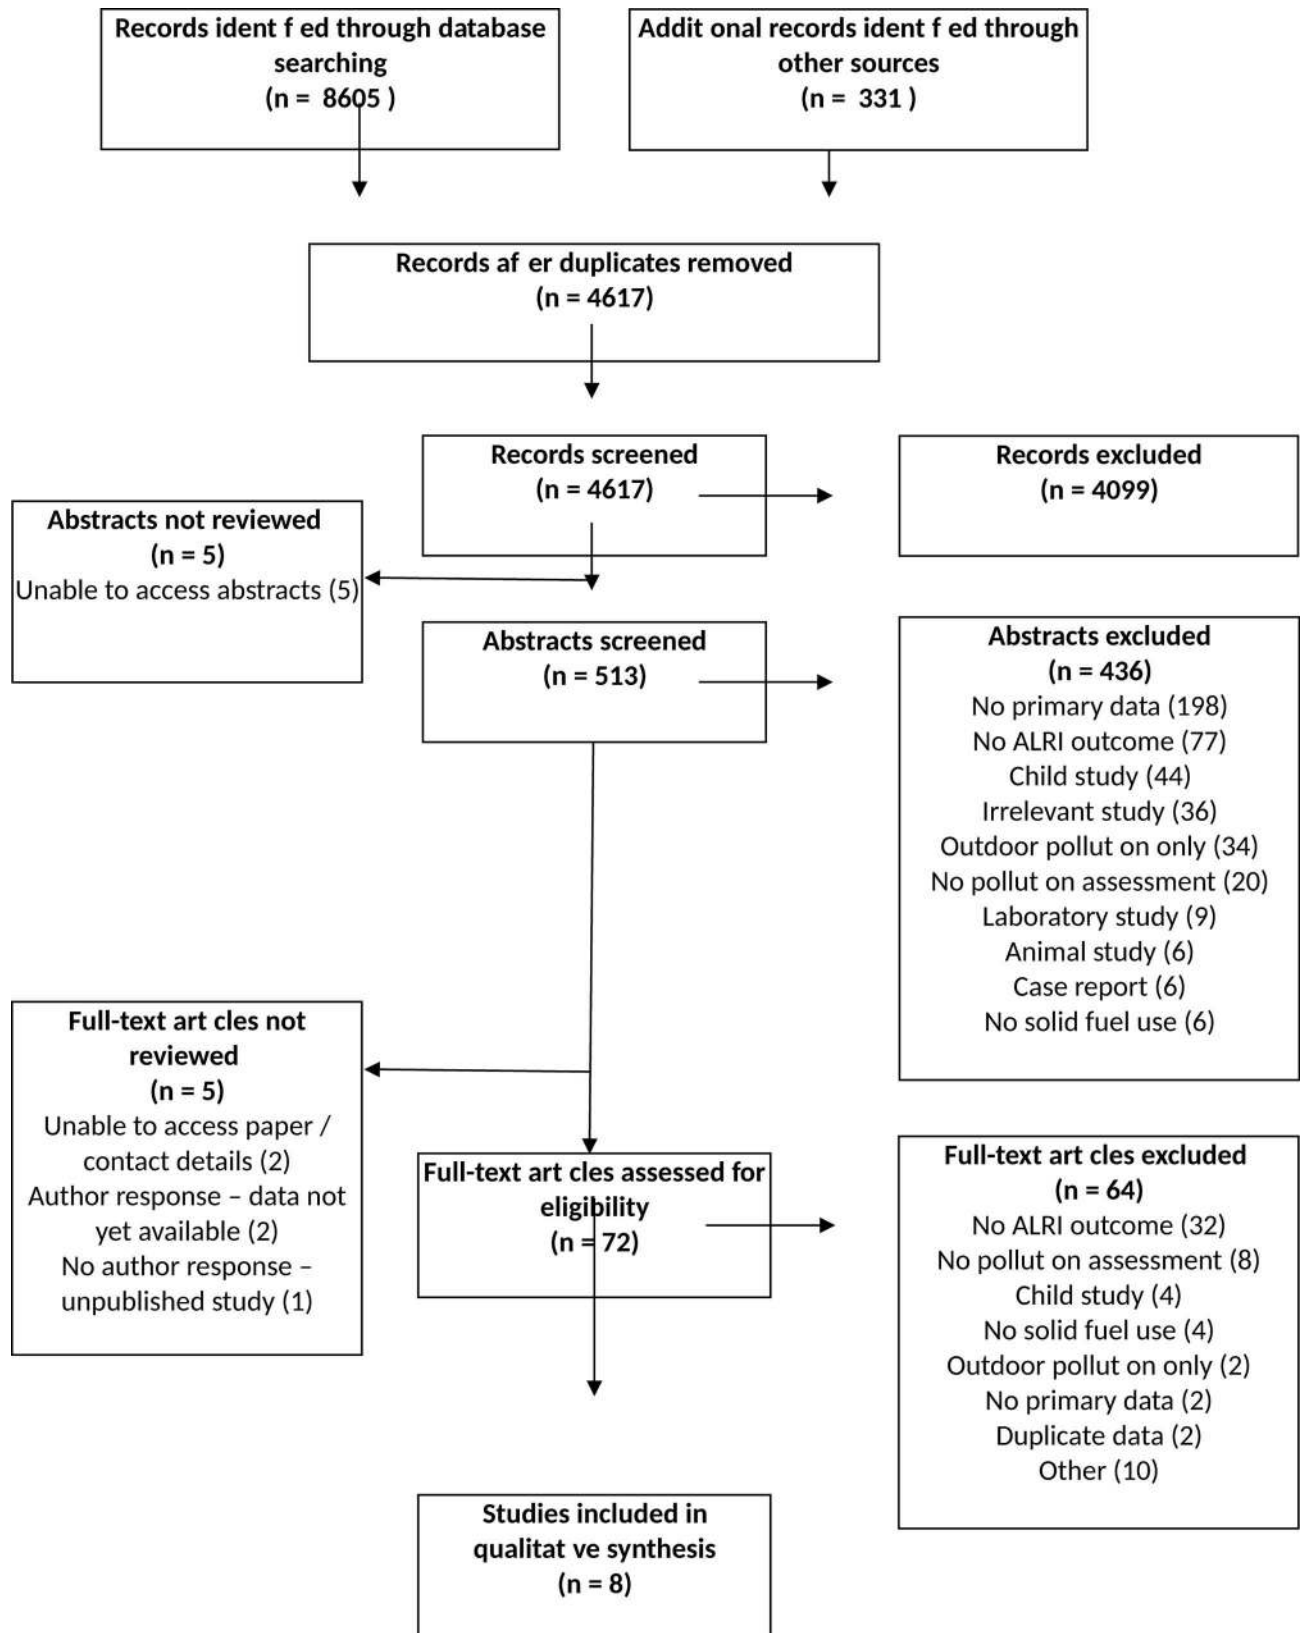 Records ident f ed through database
searching
(n = 8605 )
Addit onal records ident f ed through
other sources
(n = 331 )
Records af er duplicates removed
(n = 4617)
Records screened
(n = 4617)
Records excluded
(n = 4099)
Abstracts not reviewed
(n = 5)
Unable to access abstracts (5)
Abstracts screened
(n = 513)
Abstracts excluded
(n = 436)
No primary data (198)
No ALRI outcome (77)
Child study (44)
Irrelevant study (36)
Outdoor pollut on only (34)
No pollut on assessment (20)
Laboratory study (9)
Animal study (6)
Case report (6)
No solid fuel use (6)
Full-text art cles not
reviewed
(n = 5)
Unable to access paper /
contact details (2)
Author response – data not
yet available (2)
No author response –
unpublished study (1)
Full-text art cles assessed for
eligibility
(n = 72)
Full-text art cles excluded
(n = 64)
No ALRI outcome (32)
No pollut on assessment (8)
Child study (4)
No solid fuel use (4)
Outdoor pollut on only (2)
No primary data (2)
Duplicate data (2)
Other (10)
Studies included in
qualitat ve synthesis
(n = 8)